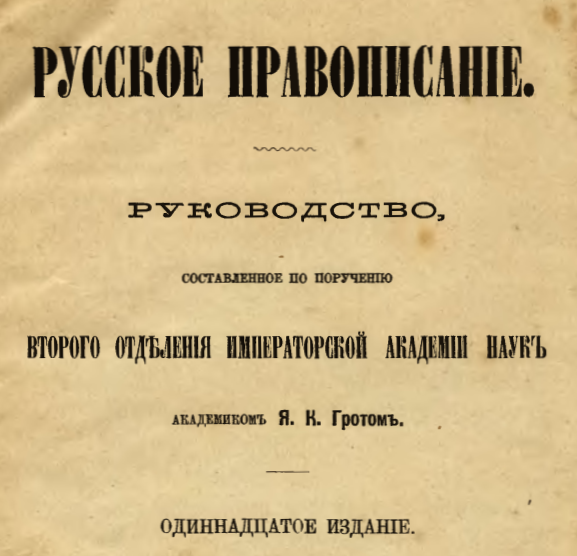 РУССКОЕ ПРАВОПИСАНІЕ.
РУКОВОДСТВО,
СОСТАВЛЕННОЕ ПО ПОРУЧЕНІЮ
ВТОРОГО ОТДѢЛЕНІЯ ИМПЕРАТОРСКОЙ АКАДЕМІИ НАУКЪ
АКАДЕМИКОМЪ Я. К. Гротомъ.
ОДИННАДЦАТОЕ ИЗДАНІЕ.